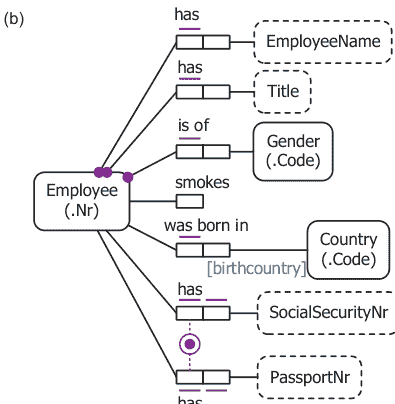 (b)
has
EmployeeName
has
Title
is of
Gender
(.Code)
Employee
(.Nr)
smokes
was born in
Country
(.Code)
[birthcountry]
has
SocialSecurityNr
PassportNr
has